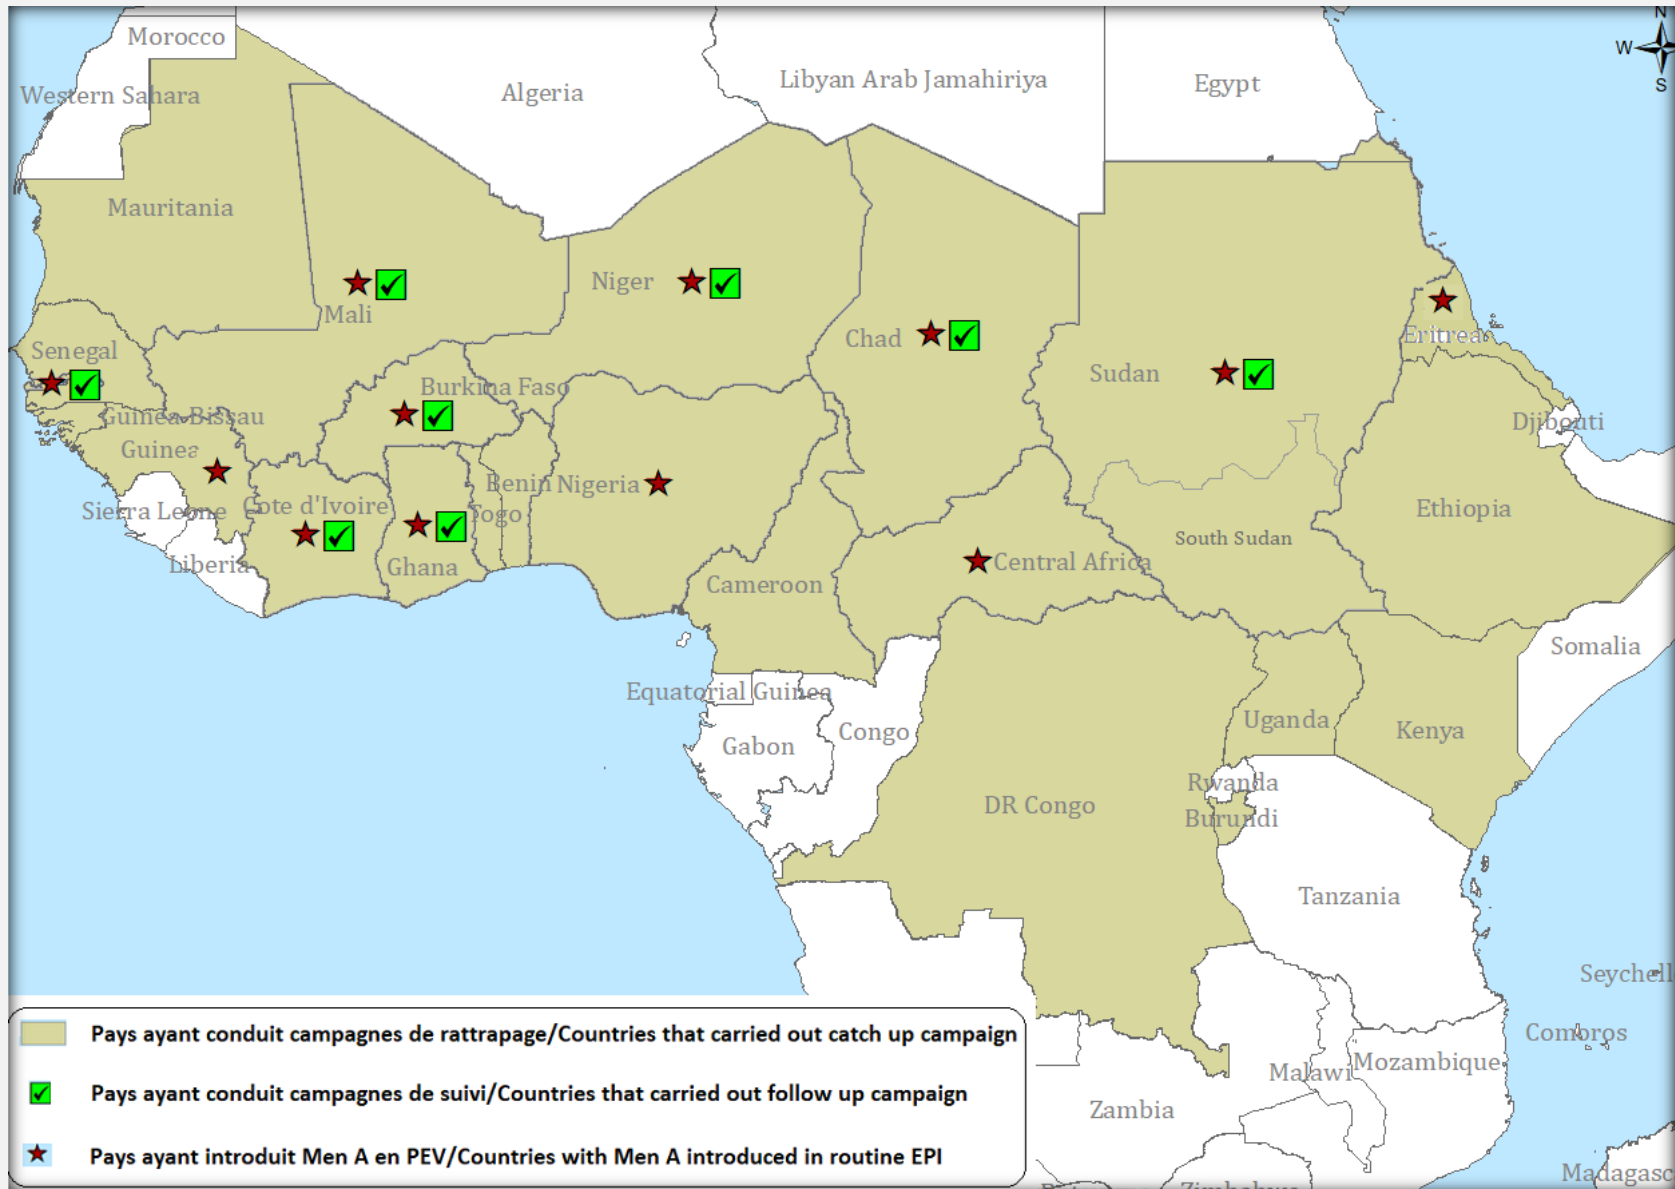 N
Morocco
W
Libyan Arab Jamahiriya
Egypt
S
Algeria
Western Sahara
Mauritania
Niger
Mali
Chad
Eritrea
Senegal
Sudan
Burkina Faso
Guinea-Bissau
Djibouti
Guinea
Benin
Nigeria
Cote d'Ivoire
Sierra Leone
Togo
Ethiopia
South Sudan
Liberia
Ghana
Central Africa
Cameroon
Somalia
Equatorial Guinea
Uganda
Congo
Kenya
Gabon
Rwanda
DR Congo
Burundi
Tanzania
Seychell
Comoros
Mozambique
Malawi
Zambia
Madagasc
Zimbabwe
Pays ayant conduit campagnes de rattrapage/Countries that carried out catch up campaign
Pays ayant conduit campagnes de suivi/Countries that carried out follow up campaign
Pays ayant introduit Men A en PEV/Countries with Men A introduced in routine EPI